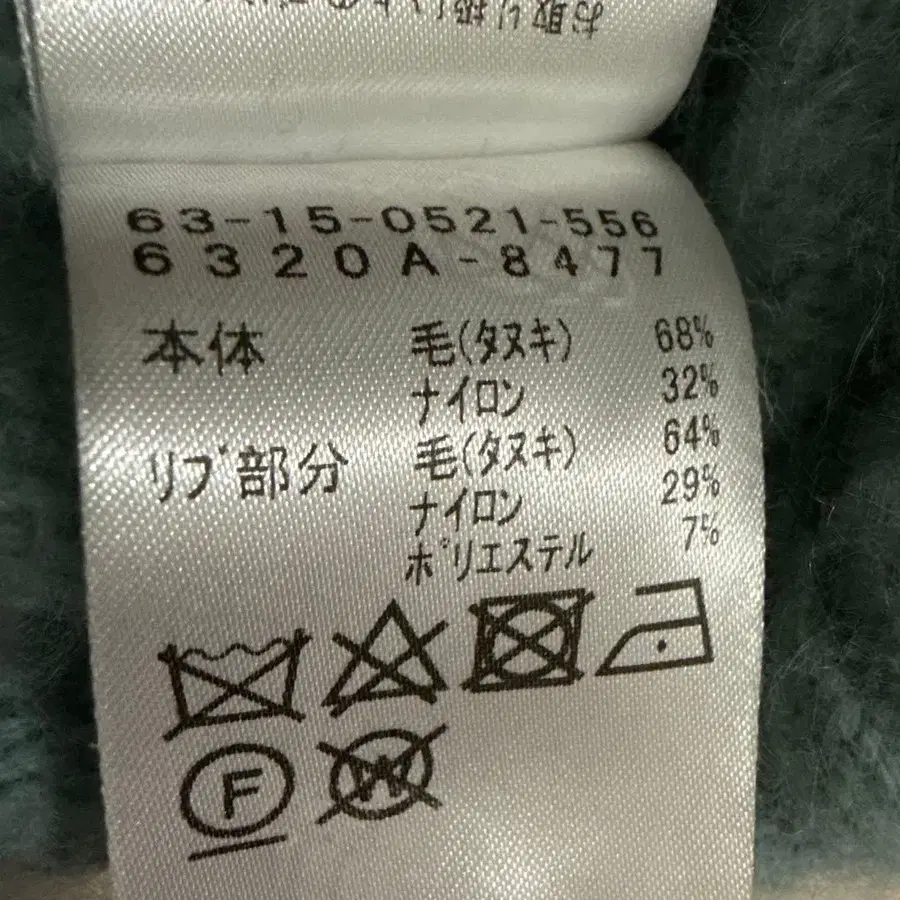 63-15-0521-556
6320A-8477
本体 毛(タヌキ) 68%
ナイロン 32%
リブ部分 毛(タヌキ) 64%
ナイロン 29%
ポリエステル 7%
F
W